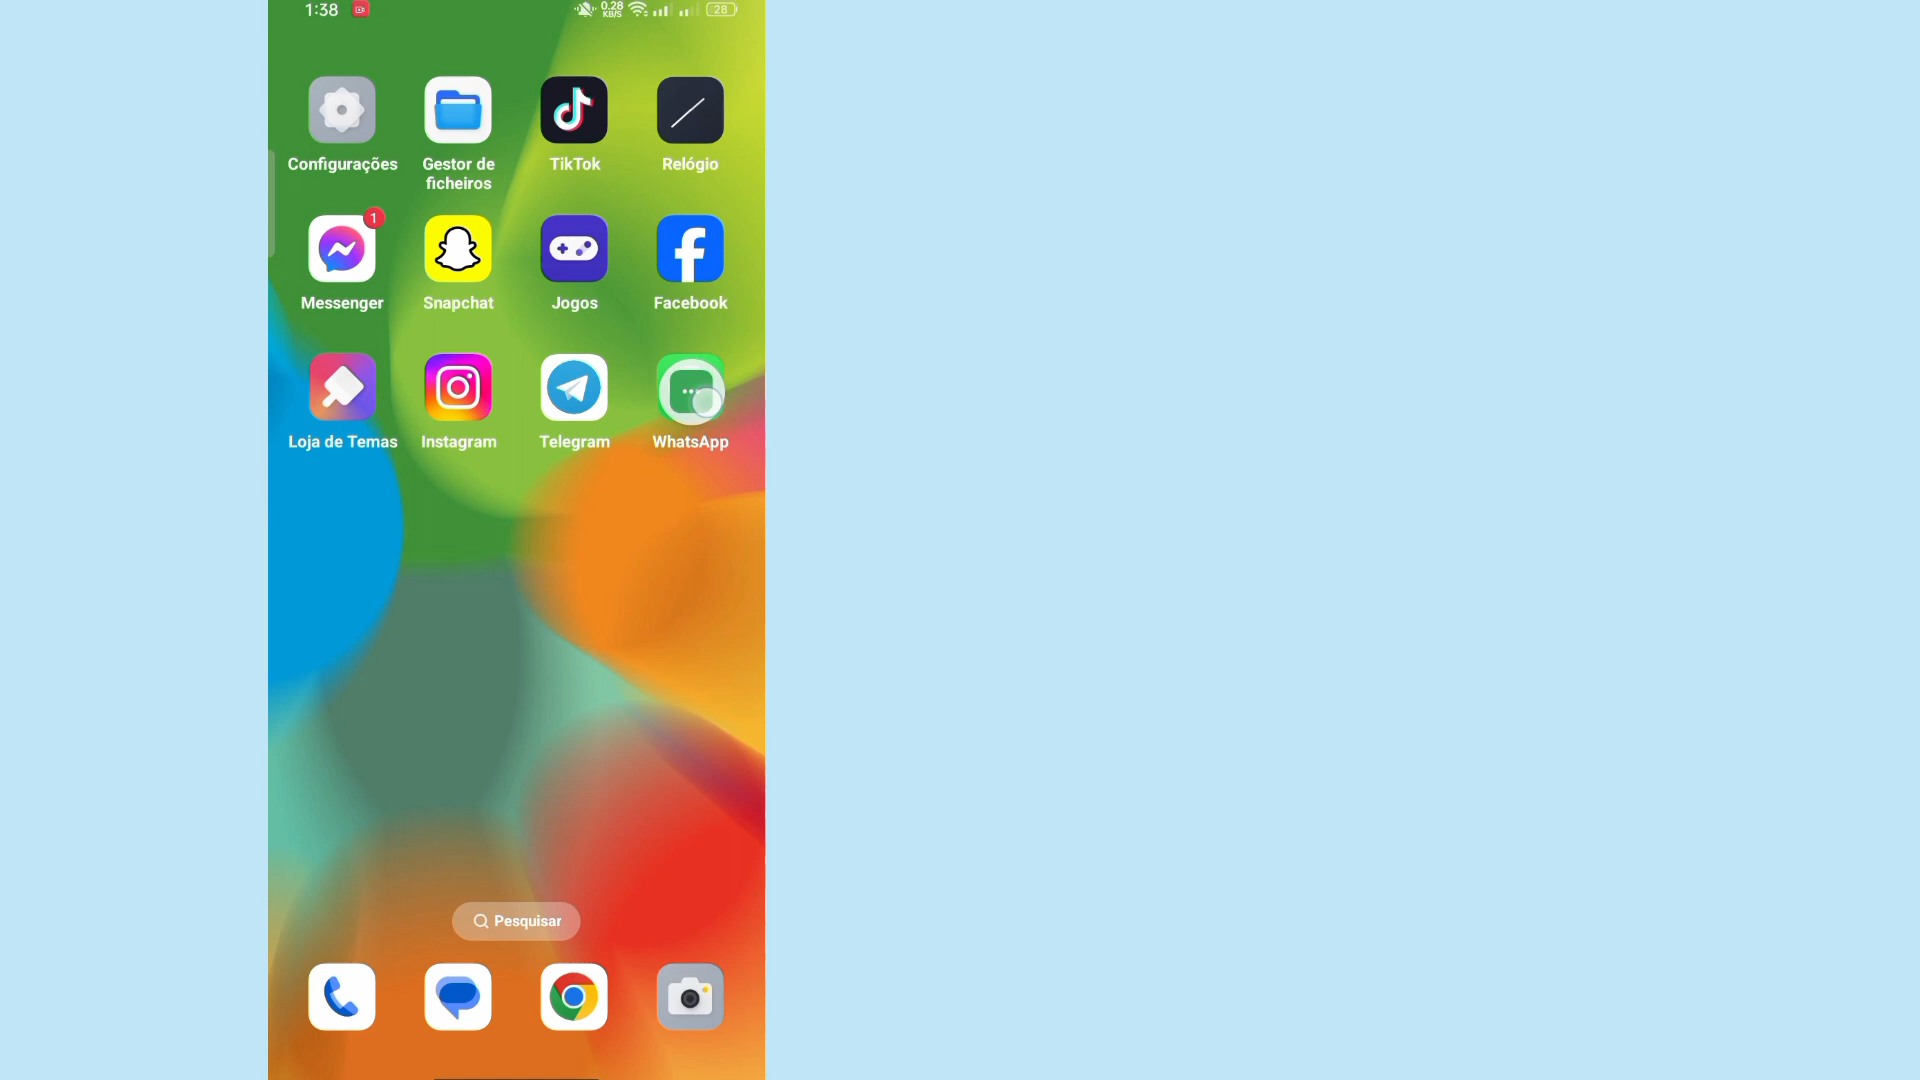 1:38
0.28
KB/S
28
Configurações
Gestor de
ficheiros
TikTok
Relógio
1
Messenger
Snapchat
Jogos
Facebook
Loja de Temas
Instagram
Telegram
WhatsApp
Pesquisar